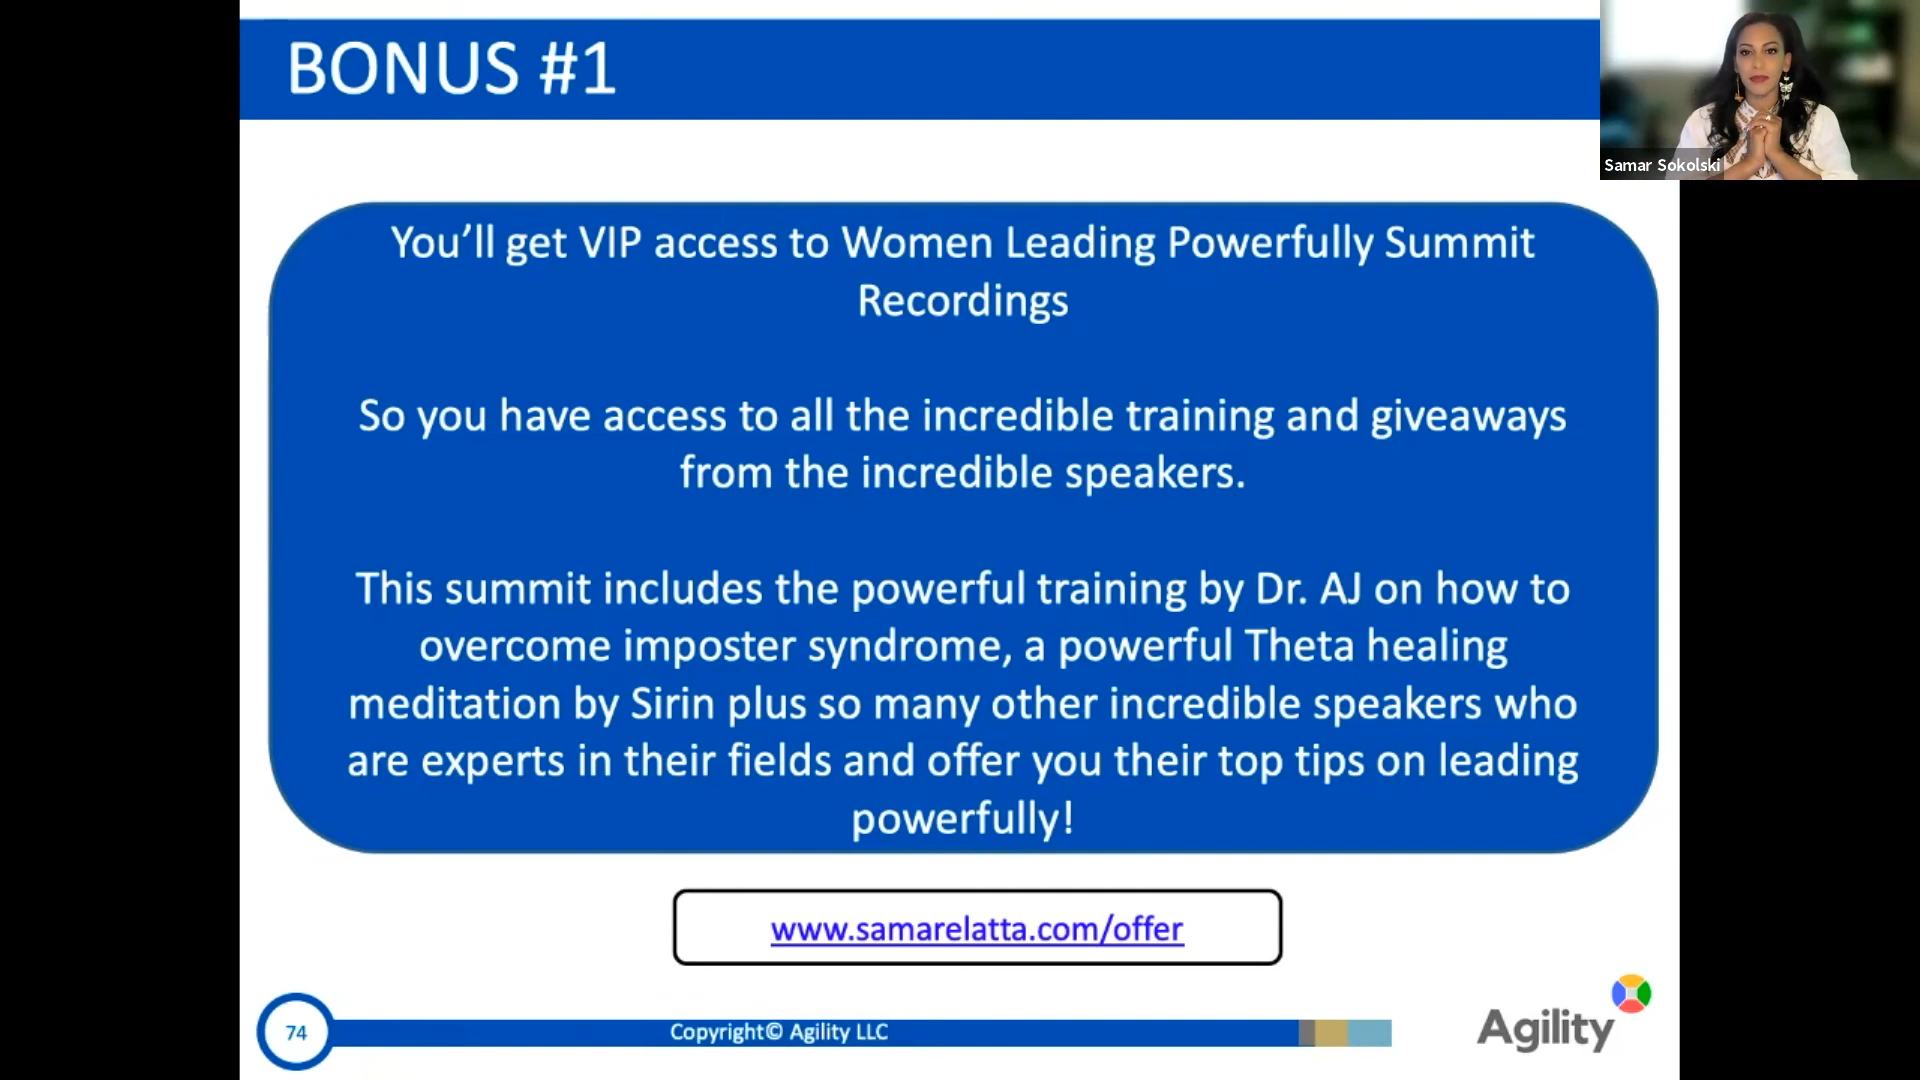 BONUS #1
Samar Sokolski
You’ll get VIP access to Women Leading Powerfully Summit
Recordings
So you have access to all the incredible training and giveaways
from the incredible speakers.
This summit includes the powerful training by Dr. AJ on how to
overcome imposter syndrome, a powerful Theta healing
meditation by Sirin plus so many other incredible speakers who
are experts in their fields and offer you their top tips on leading
powerfully!
www.samarelatta.com/offer
74
Copyright© Agility LLC
Agility